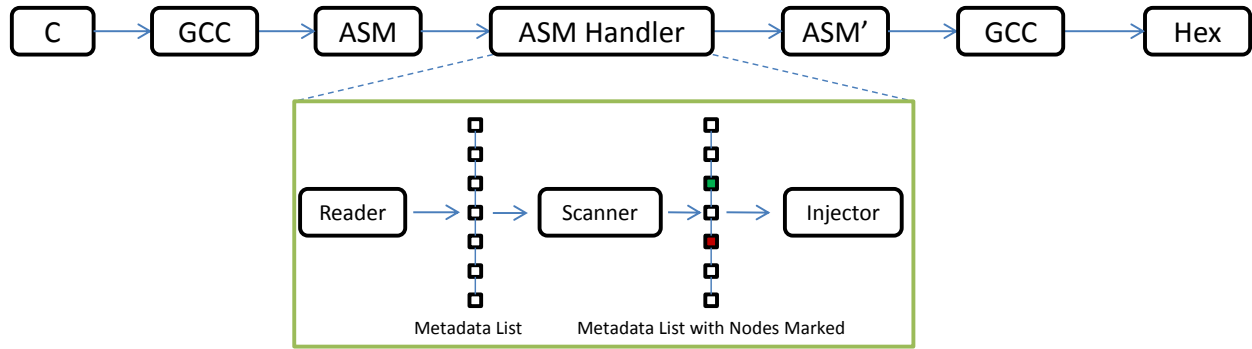 C GCC ASM ASM Handler ASM’ GCC Hex
Reader Scanner Injector
Metadata List Metadata List with Nodes Marked